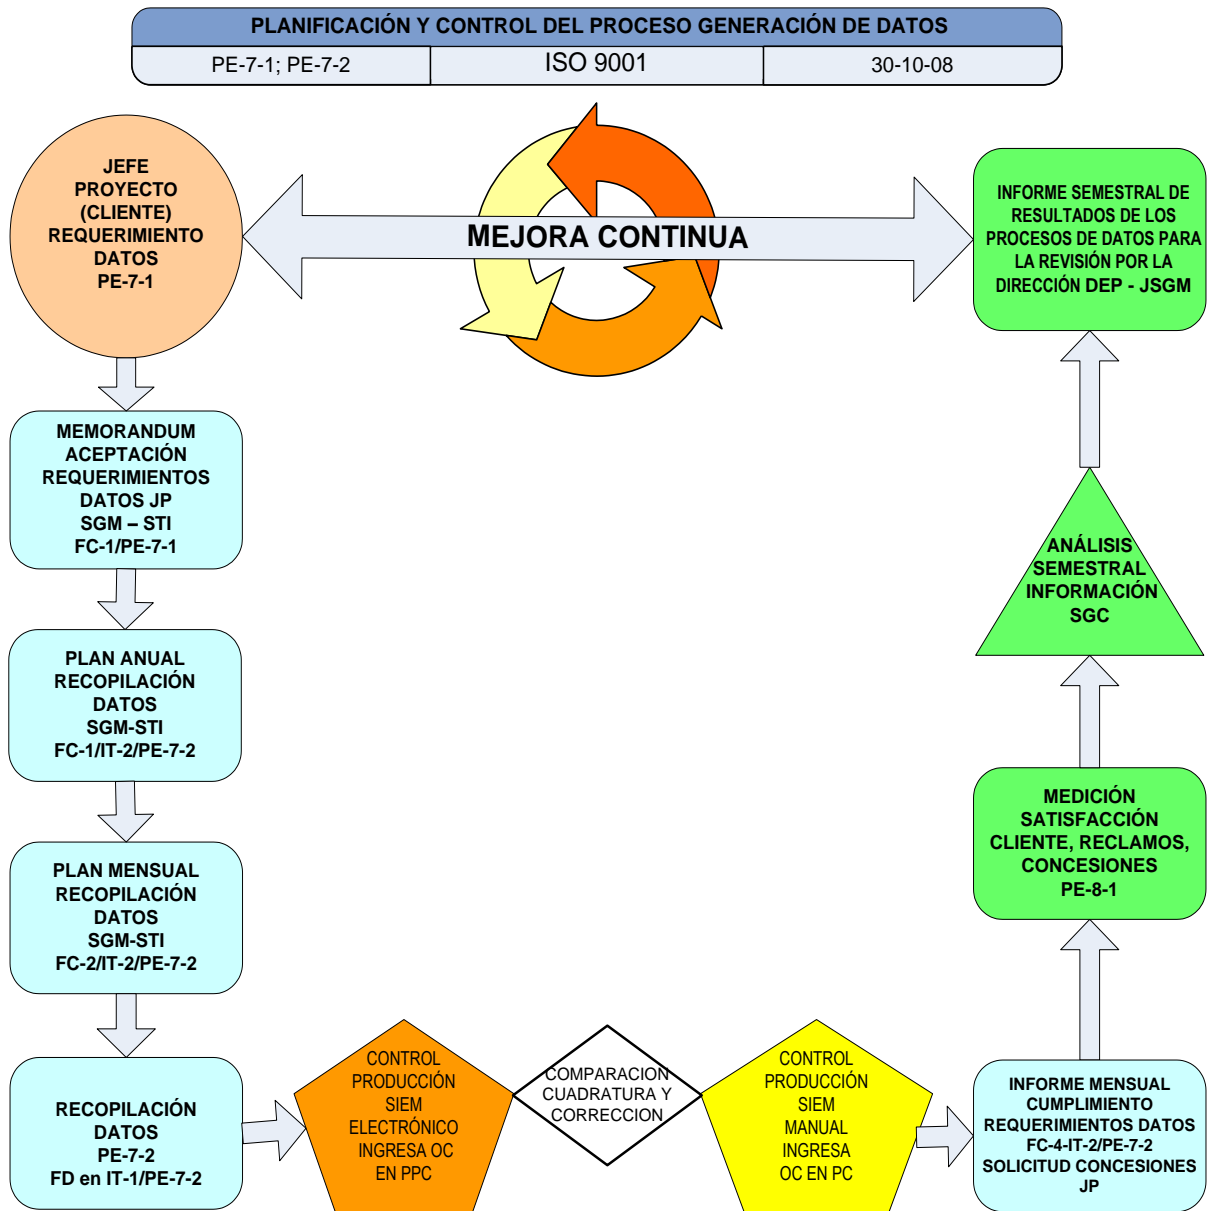 PLANIFICACIÓN Y CONTROL DEL PROCESO GENERACIÓN DE DATOS
PE-7-1; PE-7-2
ISO 9001
30-10-08
JEFE
PROYECTO
(CLIENTE)
REQUERIMIENTO
DATOS
PE-7-1
MEJORA CONTINUA
INFORME SEMESTRAL DE
RESULTADOS DE LOS
PROCESOS DE DATOS PARA
LA REVISIÓN POR LA
DIRECCIÓN DEP - JSGM
MEMORANDUM
ACEPTACIÓN
REQUERIMIENTOS
DATOS JP
SGM – STI
FC-1/PE-7-1
PLAN ANUAL
RECOPILACIÓN
DATOS
SGM-STI
FC-1/IT-2/PE-7-2
PLAN MENSUAL
RECOPILACIÓN
DATOS
SGM-STI
FC-2/IT-2/PE-7-2
RECOPILACIÓN
DATOS
PE-7-2
FD en IT-1/PE-7-2
CONTROL
PRODUCCIÓN
SIEM
ELECTRÓNICO
INGRESA OC
EN PPC
COMPARACION
CUADRATURA Y
CORRECCION
CONTROL
PRODUCCIÓN
SIEM
MANUAL
INGRESA
OC EN PC
INFORME MENSUAL
CUMPLIMIENTO
REQUERIMIENTOS DATOS
FC-4-IT-2/PE-7-2
SOLICITUD CONCESIONES
JP
MEDICIÓN
SATISFACCIÓN
CLIENTE, RECLAMOS,
CONCESIONES
PE-8-1
ANÁLISIS
SEMESTRAL
INFORMACIÓN
SGC